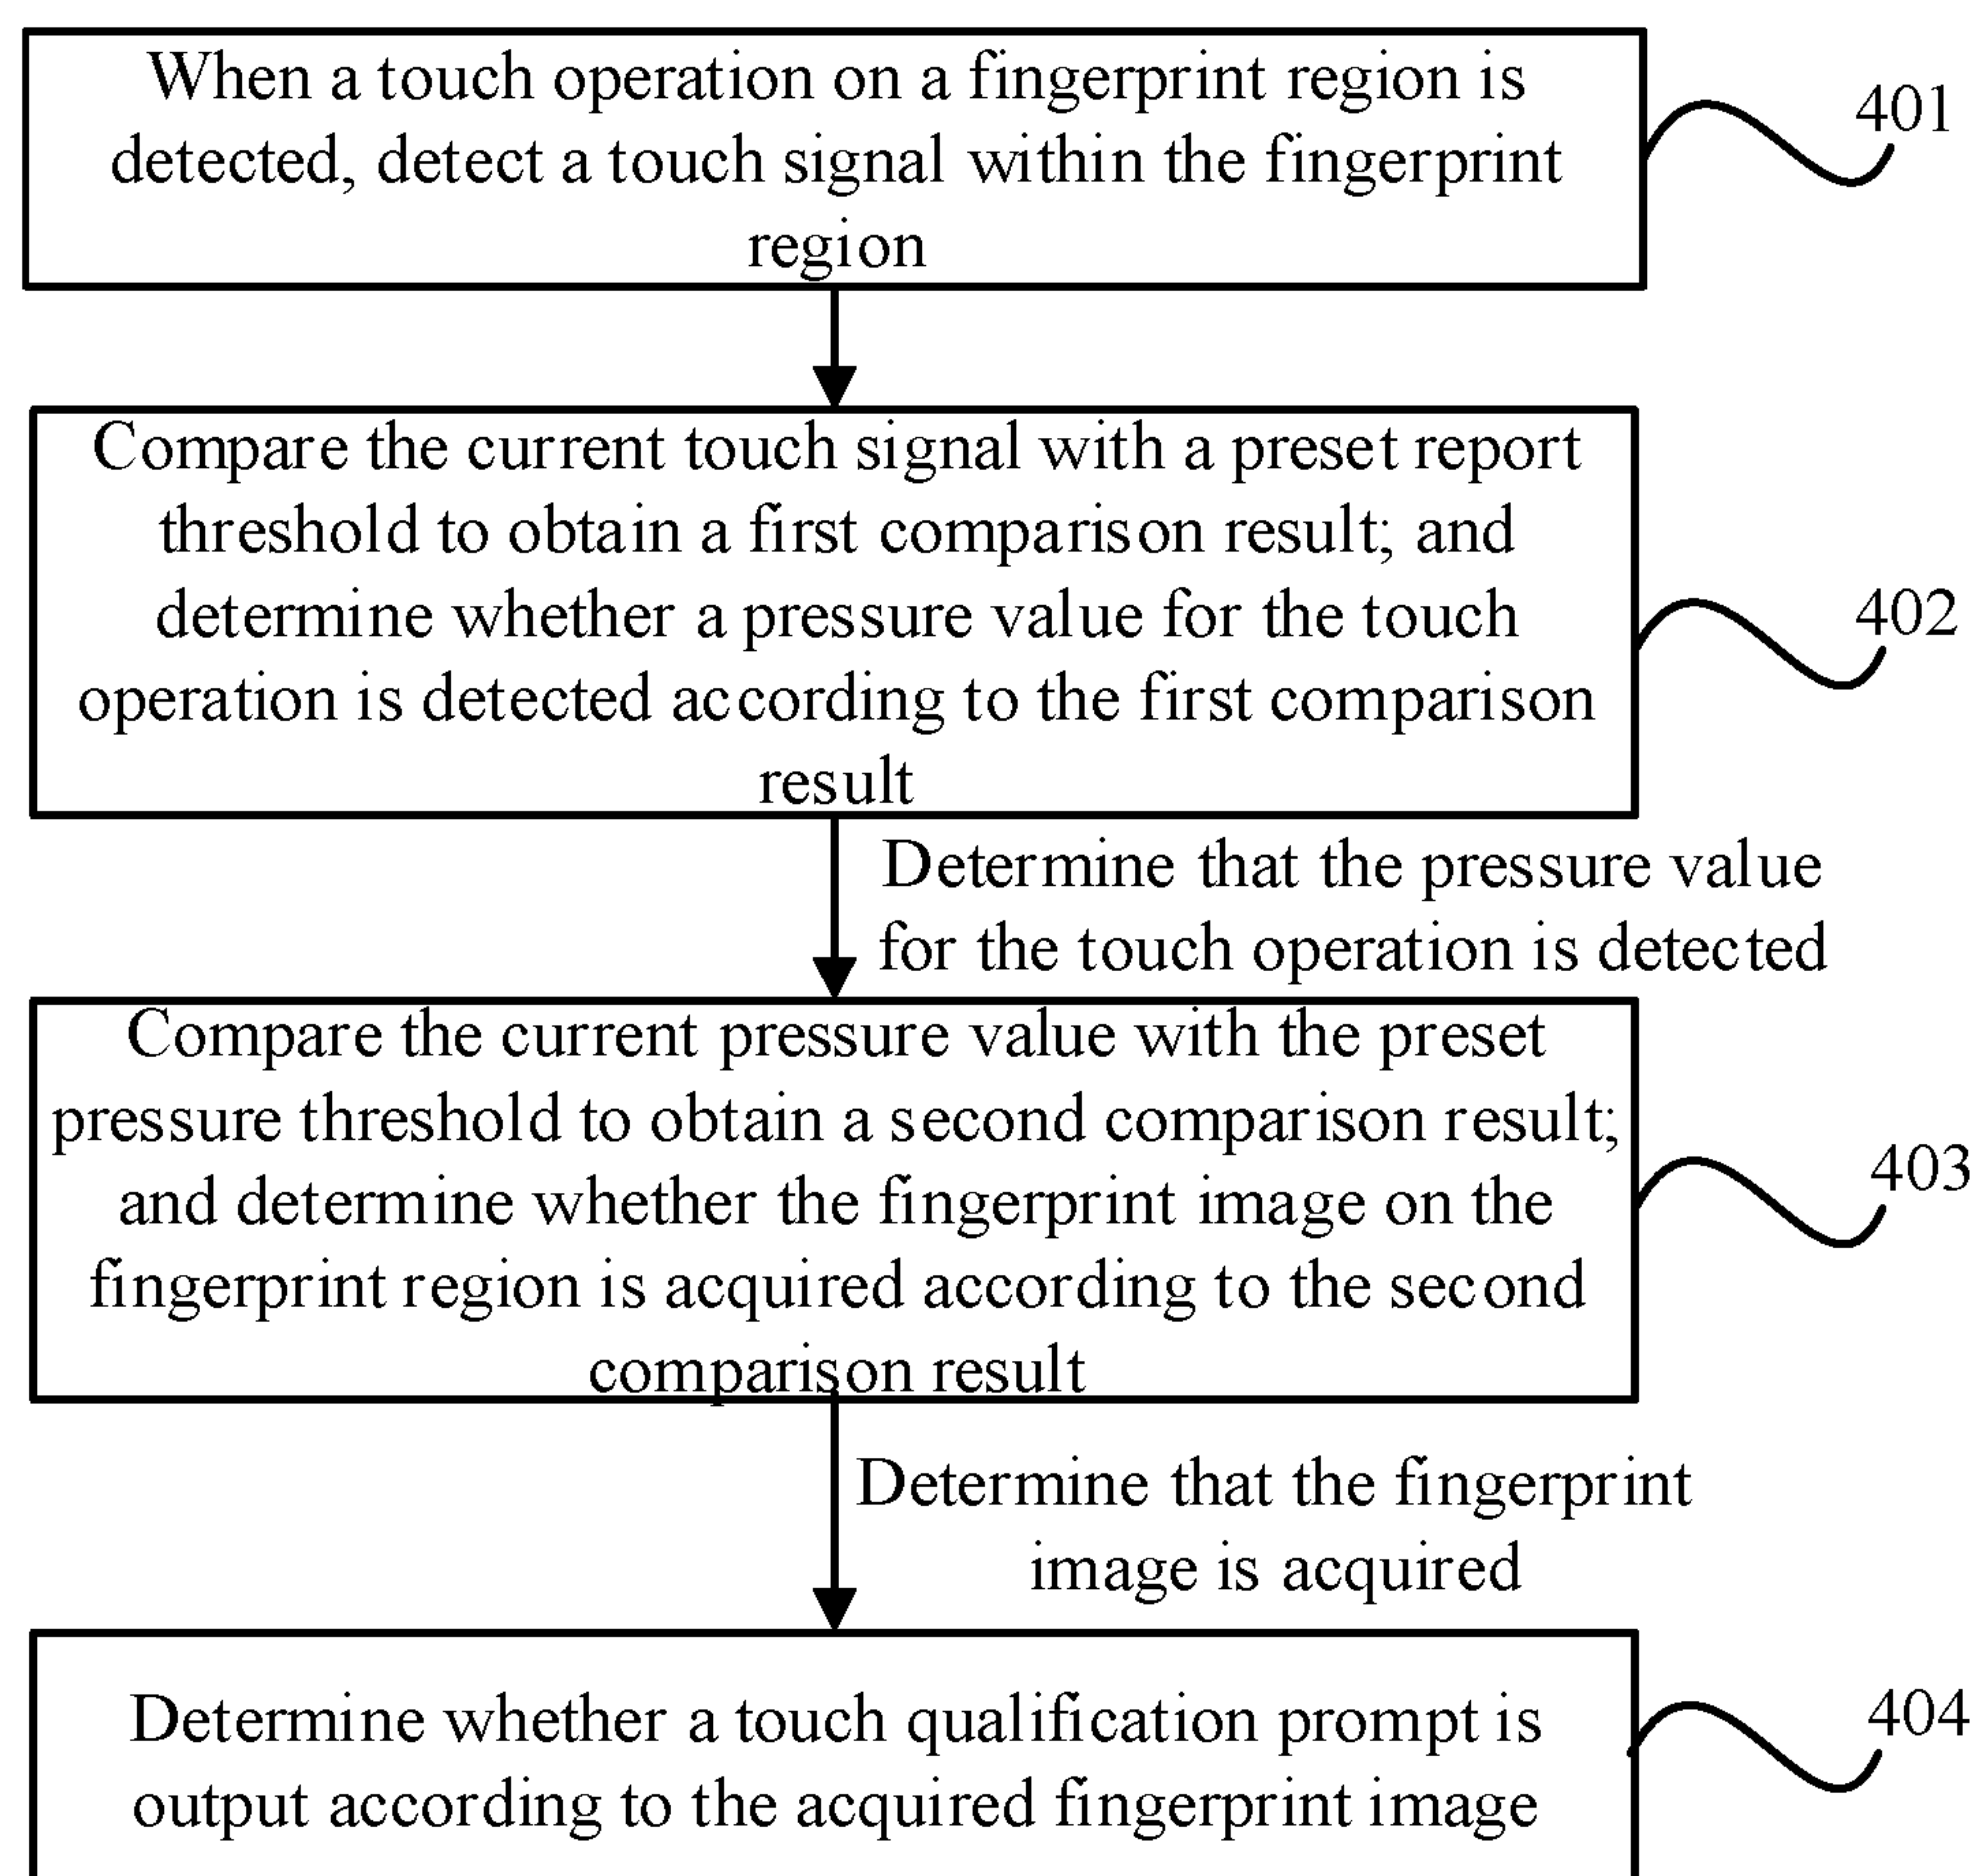 When a touch operation on a fingerprint region is
detected, detect a touch signal within the fingerprint
region
401
Compare the current touch signal with a preset report
threshold to obtain a first comparison result; and
determine whether a pressure value for the touch
operation is detected according to the first comparison
result
402
Determine that the pressure value
for the touch operation is detected
Compare the current pressure value with the preset
pressure threshold to obtain a second comparison result;
and determine whether the fingerprint image on the
fingerprint region is acquired according to the second
comparison result
403
Determine that the fingerprint
image is acquired
Determine whether a touch qualification prompt is
output according to the acquired fingerprint image
404